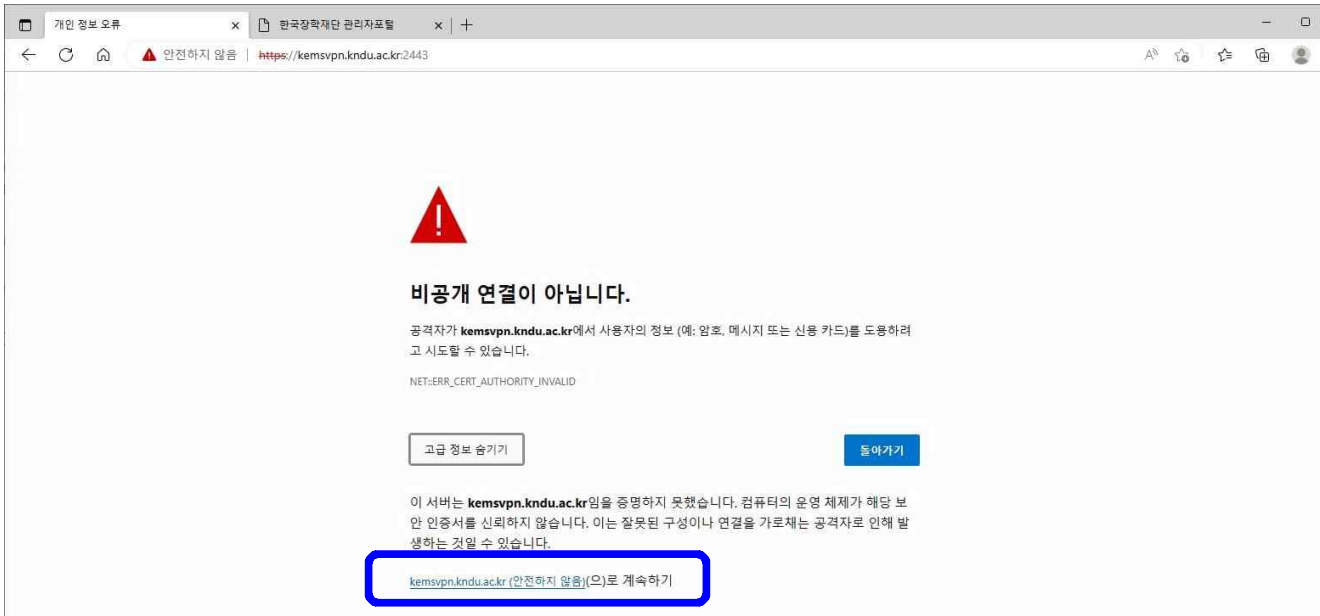 개인 정보 오류
한국장학재단 관리자포털
안전하지 않음
https://kemsvpn.kndu.ac.kr:2443
비공개 연결이 아닙니다.
공격자가 kemsvpn.kndu.ac.kr에서 사용자의 정보 (예: 암호, 메시지 또는 신용 카드)를 도용하려
고 시도할 수 있습니다.
NET::ERR_CERT_AUTHORITY_INVALID
고급 정보 숨기기
돌아가기
이 서버는 kemsvpn.kndu.ac.kr임을 증명하지 못했습니다. 컴퓨터의 운영 체제가 해당 보
안 인증서를 신뢰하지 않습니다. 이는 잘못된 구성이나 연결을 가로채는 공격자로 인해 발
생하는 것일 수 있습니다.
kemsvpn.kndu.ac.kr (안전하지 않음)(으)로 계속하기